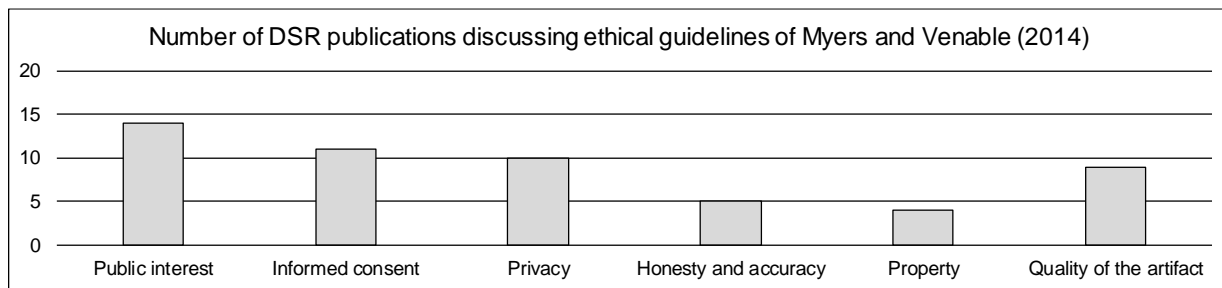 Number of DSR publications discussing ethical guidelines of Myers and Venable (2014)
20
15
10
5
0
Public interest
Informed consent
Privacy
Honesty and accuracy
Property
Quality of the artifact